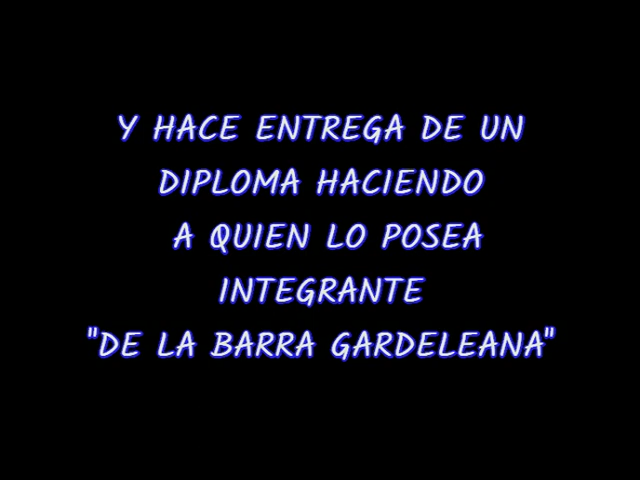 Y HACE ENTREGA DE UN
DIPLOMA HACIENDO
A QUIEN LO POSEA
INTEGRANTE
"DE LA BARRA GARDELEANA"